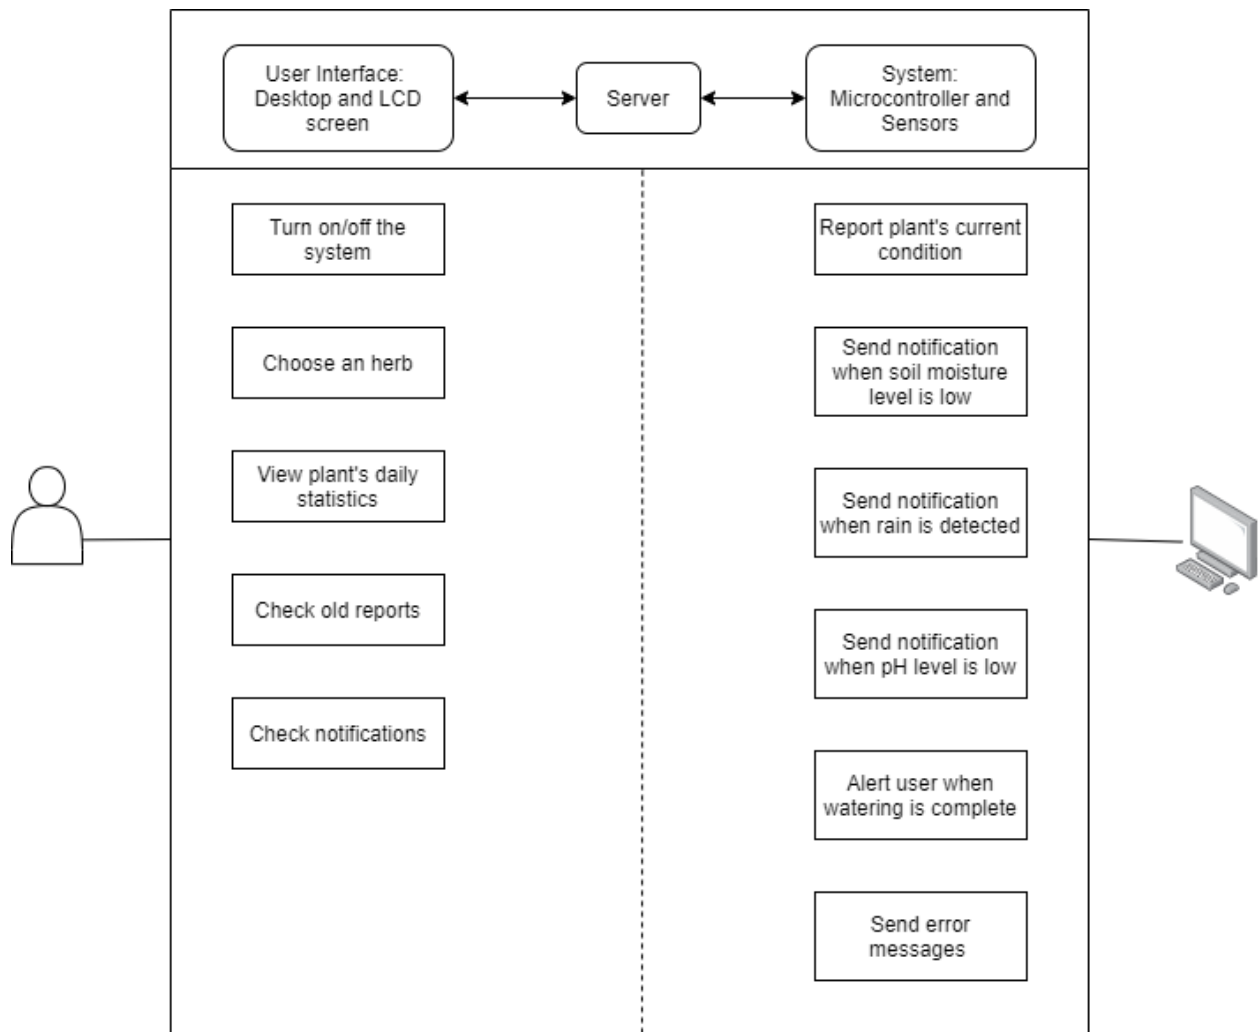 User Interface:
Desktop and LCD
screen
Server
System:
Microcontroller and
Sensors
Turn on/off the
system
Choose an herb
View plant's daily
statistics
Check old reports
Check notifications
Report plant's current
condition
Send notification
when soil moisture
level is low
Send notification
when rain is detected
Send notification
when pH level is low
Alert user when
watering is complete
Send error
messages